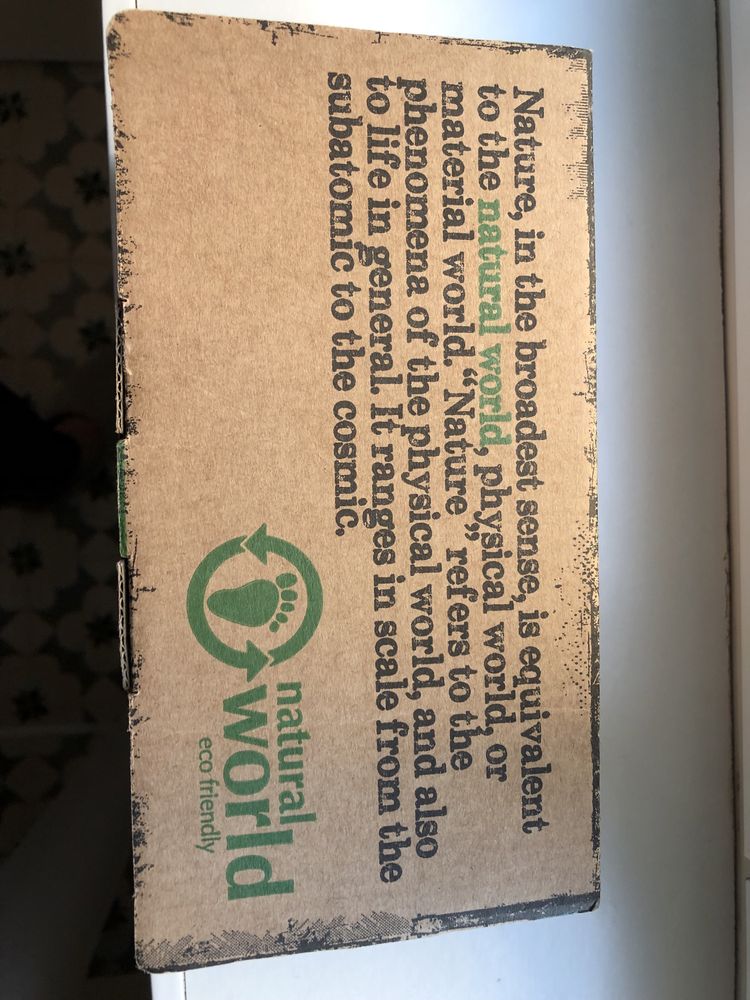 Nature, in the broadest sense, is equivalent
to the natural world, physical world, or
material world. “Nature” refers to the
phenomena of the physical world, and also
to life in general. It ranges in scale from the
subatomic to the cosmic.
natural
world
eco friendly